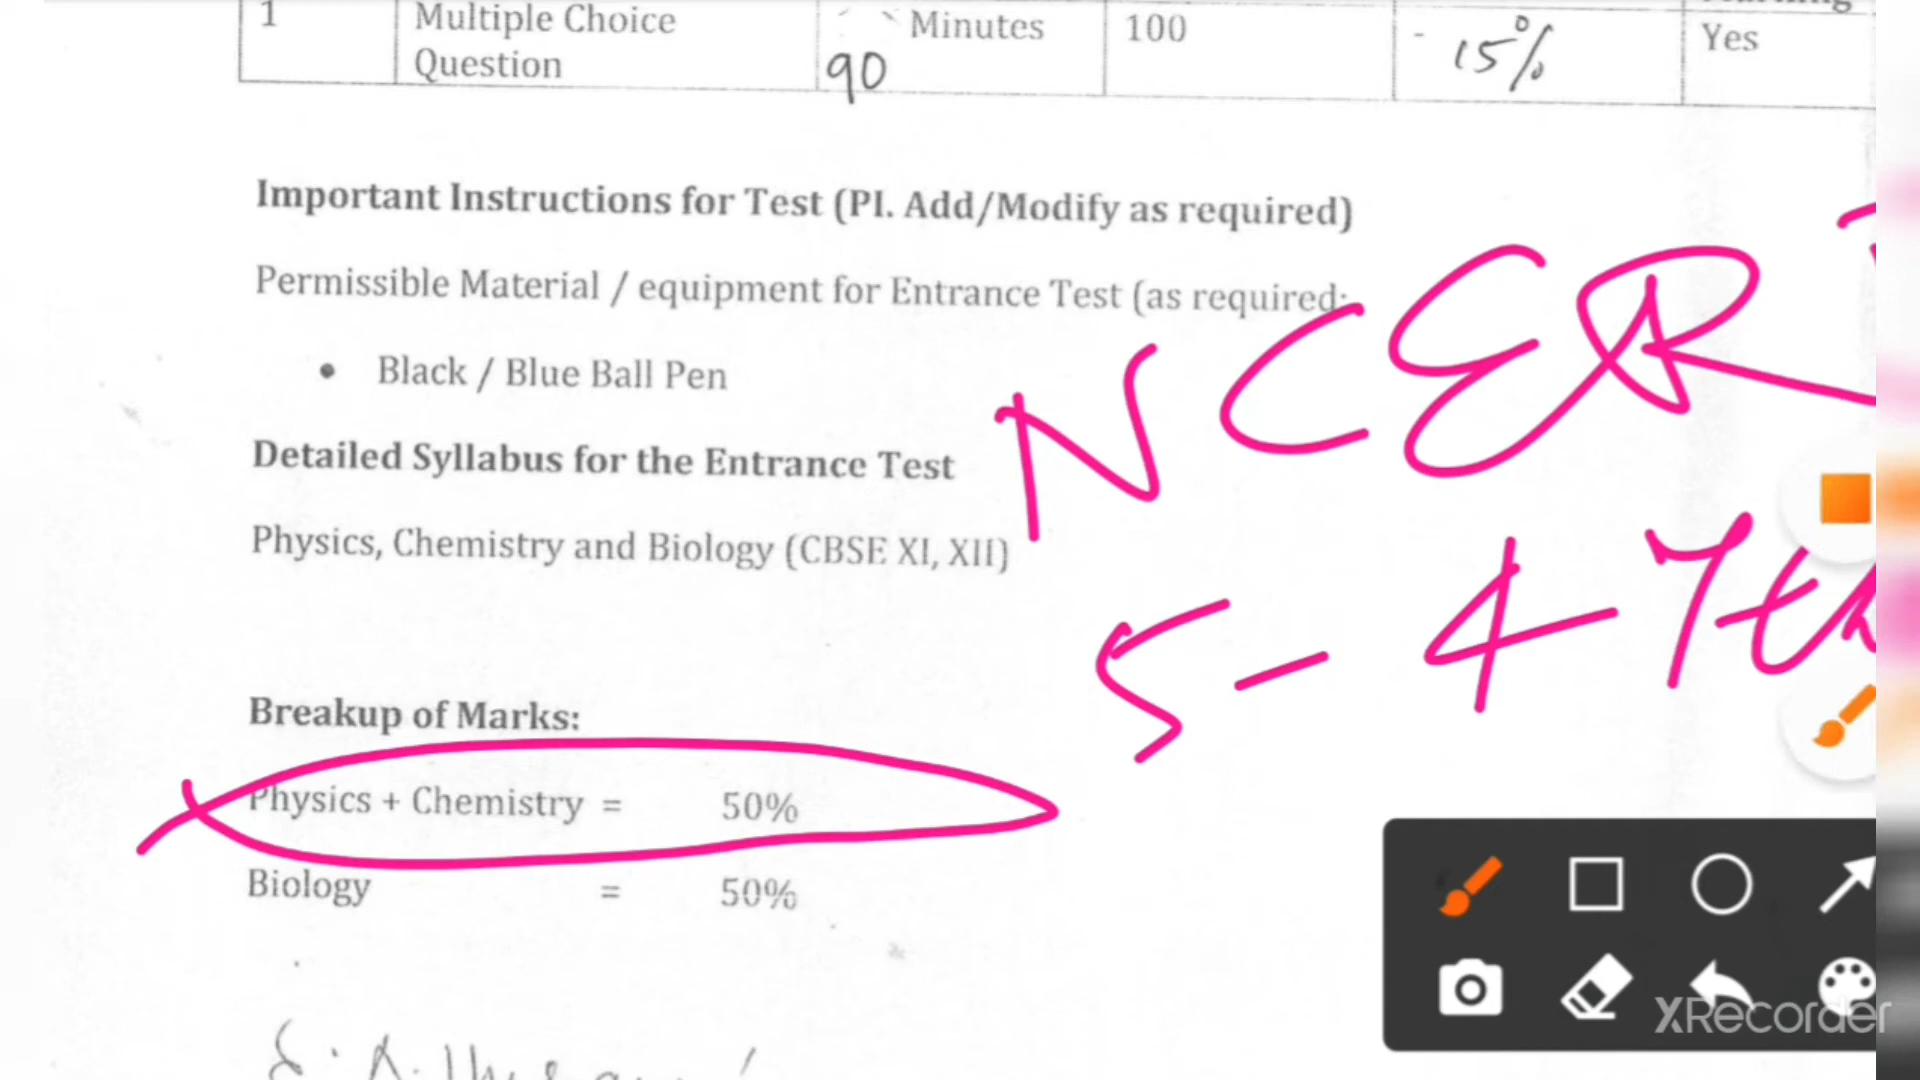 1 Multiple Choice Question 90 Minutes 100 - 15% Yes
Important Instructions for Test (PI. Add/Modify as required)
Permissible Material / equipment for Entrance Test (as required:
• Black / Blue Ball Pen
NCER
Detailed Syllabus for the Entrance Test
Physics, Chemistry and Biology (CBSE XI, XII)
5-4
Breakup of Marks:
Physics + Chemistry = 50%
Biology = 50%
XRecorder